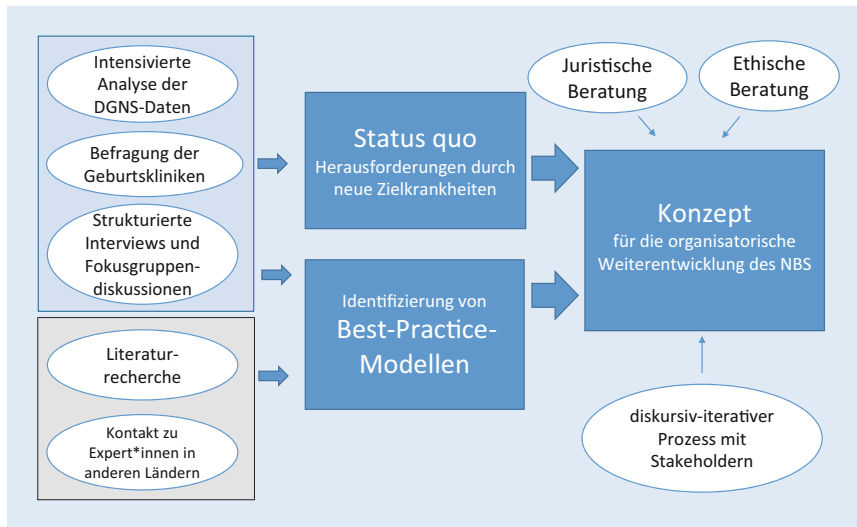 Intensivierte
Analyse der
DGNS-Daten
Befragung der
Geburtskliniken
Strukturierte
Interviews und
Fokusgruppen-
diskussionen
Literatur-
recherche
Kontakt zu
Expert*innen in
anderen Ländern
Status quo
Herausforderungen durch
neue Zielkrankheiten
Identifizierung von
Best-Practice-
Modellen
Juristische
Beratung
Ethische
Beratung
Konzept
für die organisatorische
Weiterentwicklung des NBS
diskursiv-iterativer
Prozess mit
Stakeholdern